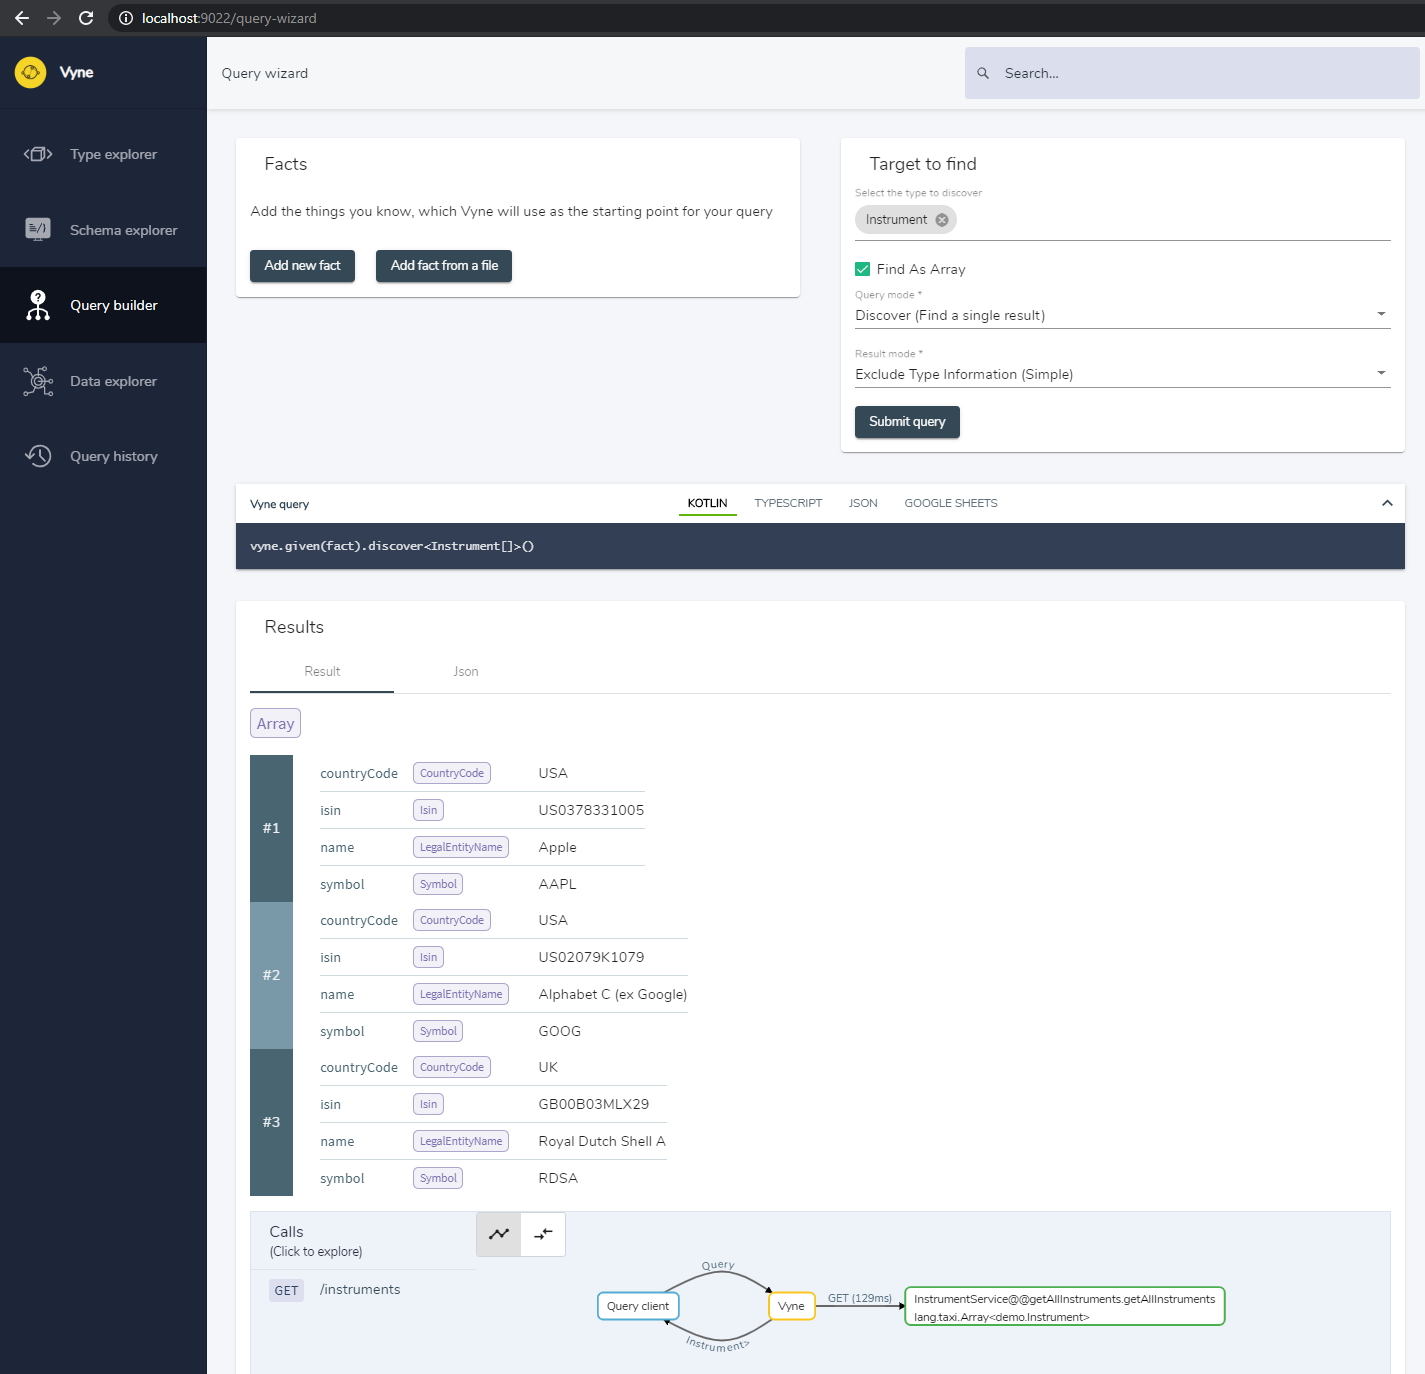 localhost:9022/query-wizard
Vyne
Query wizard
Search...
Type explorer
Schema explorer
Query builder
Data explorer
Query history
Facts
Add the things you know, which Vyne will use as the starting point for your query
Add new fact
Add fact from a file
Target to find
Select the type to discover
Instrument
Find As Array
Query mode *
Discover (Find a single result)
Result mode *
Exclude Type Information (Simple)
Submit query
Vyne query
KOTLIN
TYPESCRIPT
JSON
GOOGLE SHEETS
vyne.given(fact).discover<Instrument[]>()
Results
Result
Json
Array
#1
countryCode CountryCode USA
isin Isin US0378331005
name LegalEntityName Apple
symbol Symbol AAPL
#2
countryCode CountryCode USA
isin Isin US02079K1079
name LegalEntityName Alphabet C (ex Google)
symbol Symbol GOOG
#3
countryCode CountryCode UK
isin Isin GB00B03MLX29
name LegalEntityName Royal Dutch Shell A
symbol Symbol RDSA
Calls
(Click to explore)
GET /instruments
Query
Query client
Vyne
GET (129ms)
InstrumentService@@getAllInstruments.getAllInstruments
lang.taxi.Array<demo.Instrument>
Instrument>